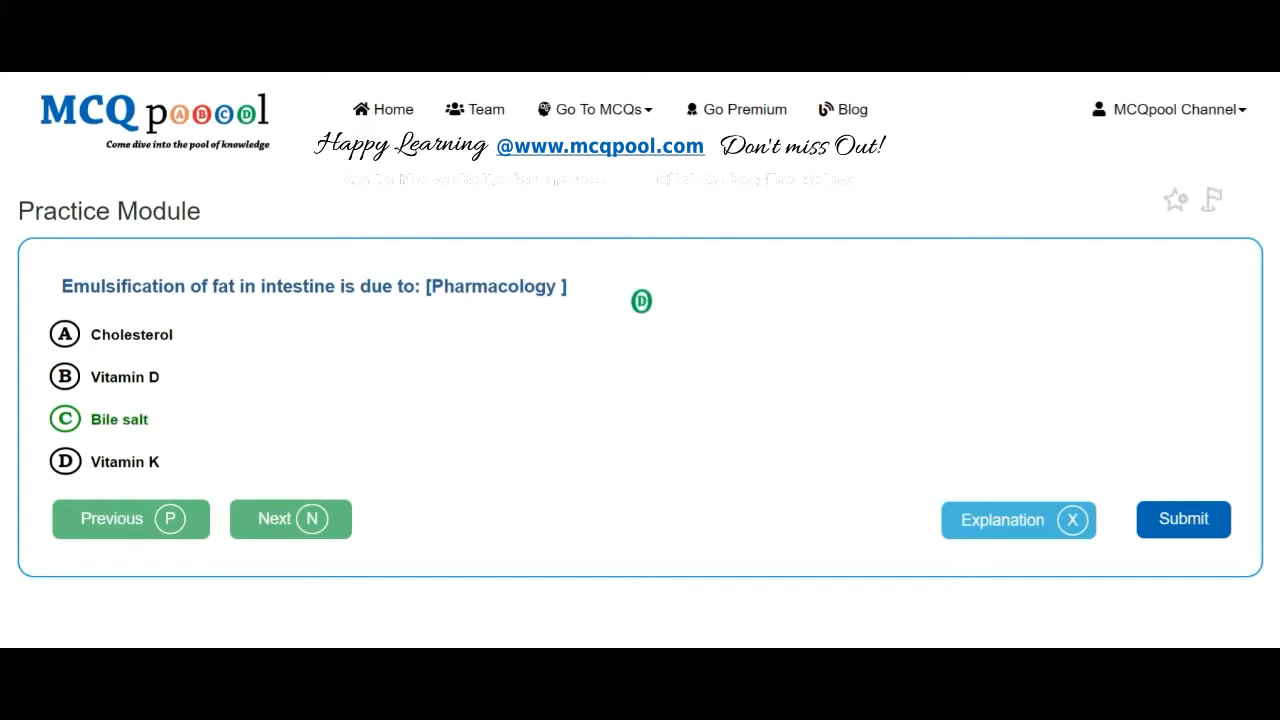 MCQ poool
Come dive into the pool of knowledge
Home Team Go To MCQs Go Premium Blog MCQpool Channel
Happy Learning @www.mcqpool.com Don't miss Out!
Practice Module
Emulsification of fat in intestine is due to: [Pharmacology ]
D
A Cholesterol
B Vitamin D
C Bile salt
D Vitamin K
Previous P Next N Explanation X Submit